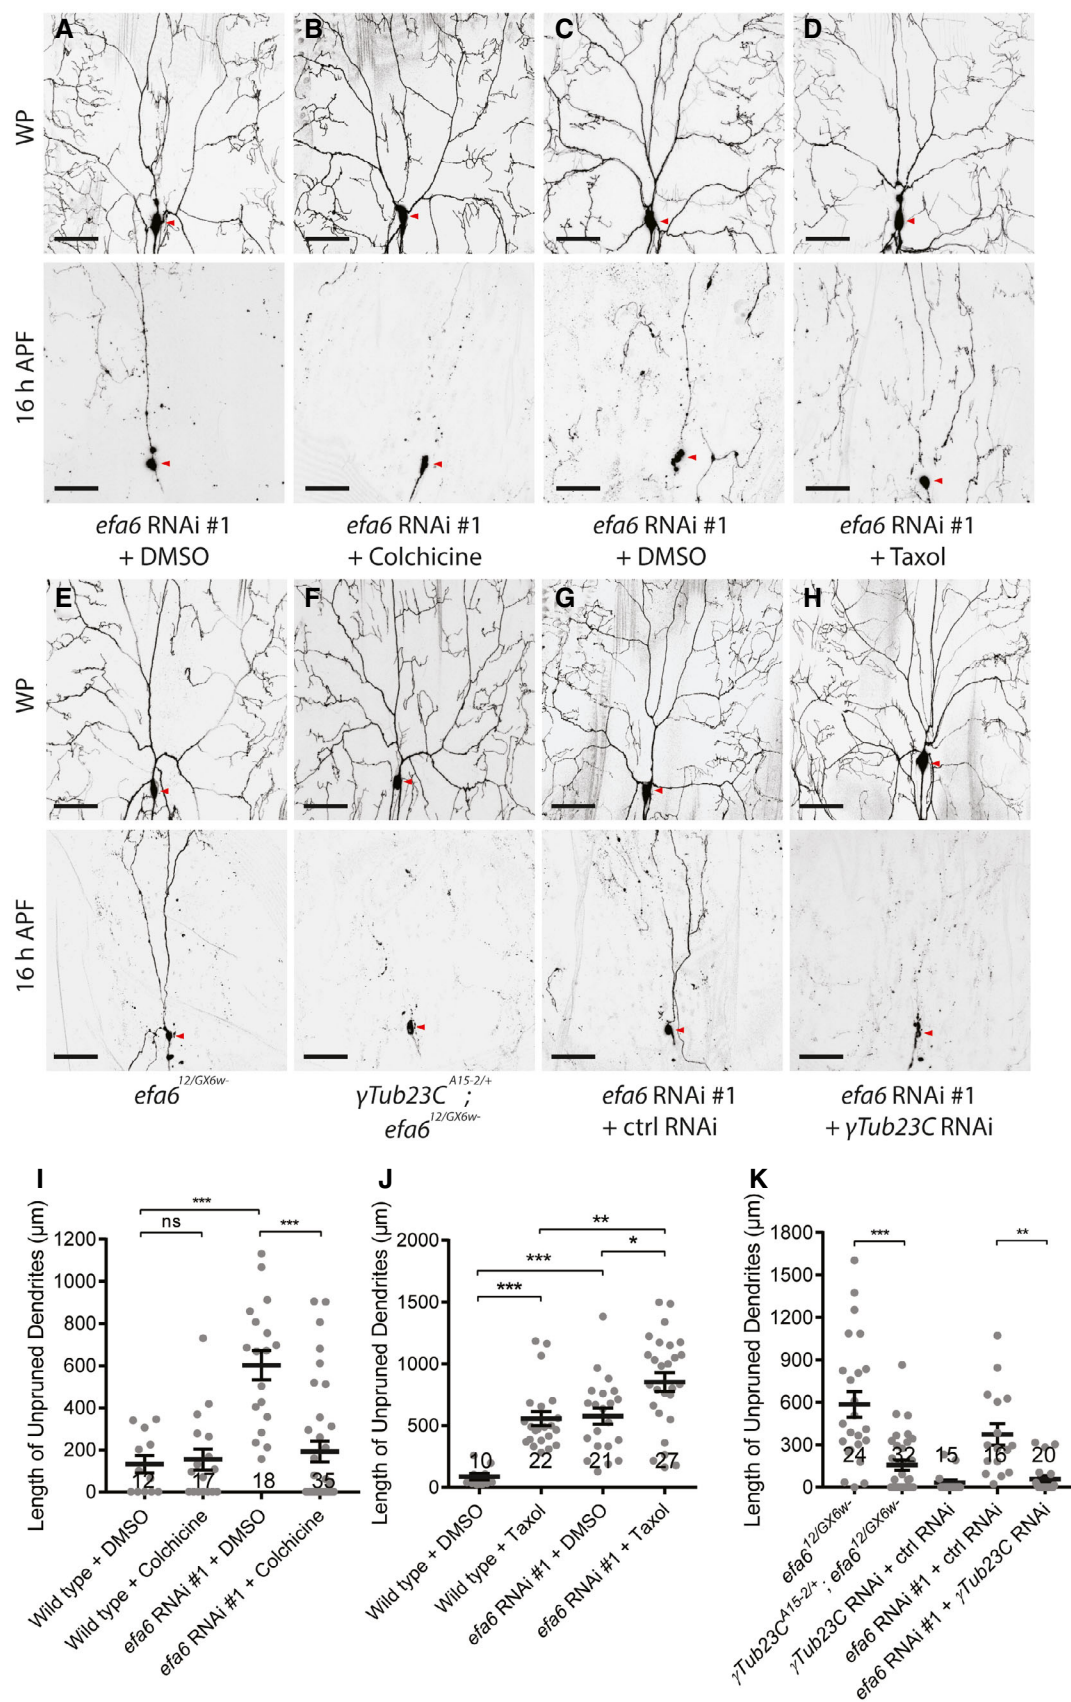 A B C D
WP
16 h APF
efa6 RNAi #1 + DMSO
efa6 RNAi #1 + Colchicine
efa6 RNAi #1 + DMSO
efa6 RNAi #1 + Taxol
E F G H
WP
16 h APF
efa6 12/GX6w-
γTub23C A15-2/+ ; efa6 12/GX6w-
efa6 RNAi #1 + ctrl RNAi
efa6 RNAi #1 + γTub23C RNAi
I
Length of Unpruned Dendrites (µm)
1200
1000
800
600
400
200
0
***
ns
***
12 17 18 35
Wild type + DMSO
Wild type + Colchicine
efa6 RNAi #1 + DMSO
efa6 RNAi #1 + Colchicine
J
Length of Unpruned Dendrites (µm)
2000
1500
1000
500
0
**
*
***
***
10 22 21 27
Wild type + DMSO
Wild type + Taxol
efa6 RNAi #1 + DMSO
efa6 RNAi #1 + Taxol
K
Length of Unpruned Dendrites (µm)
1800
1500
1200
900
600
300
0
***
**
24 32 15 16 20
efa6 12/GX6w-
γTub23C A15-2/+ ; efa6 12/GX6w-
γTub23C RNAi + ctrl RNAi
efa6 RNAi #1 + ctrl RNAi
efa6 RNAi #1 + γTub23C RNAi